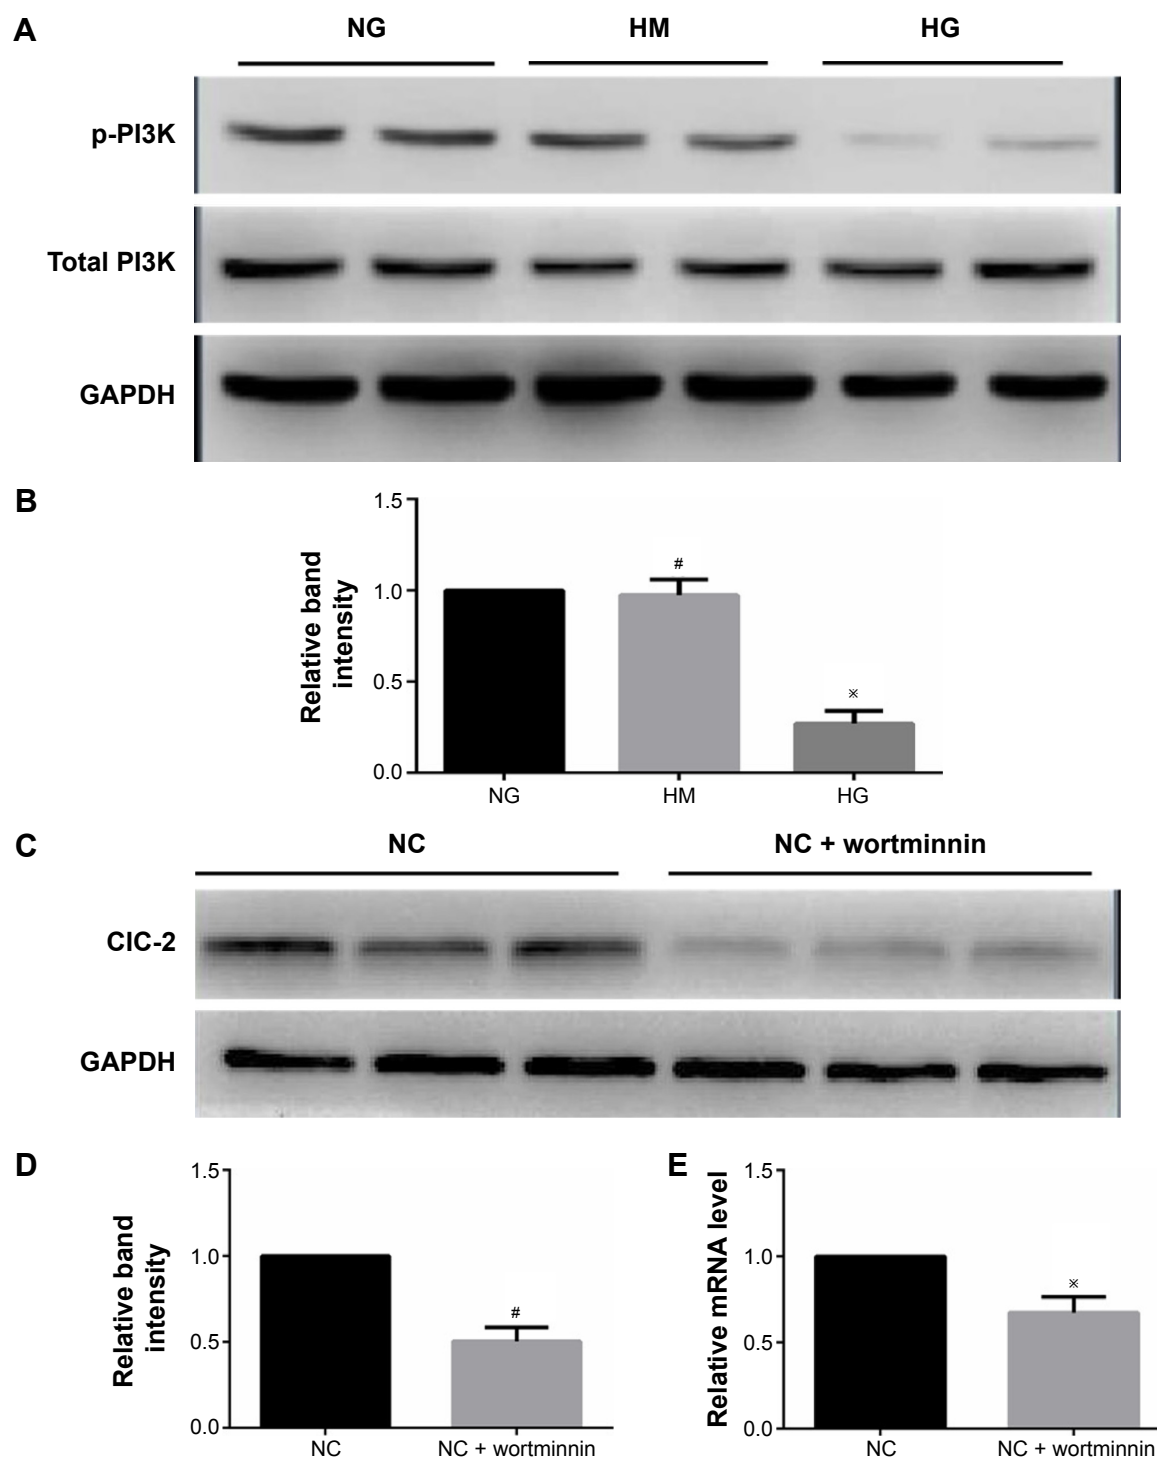 A
NG
HM
HG
p-PI3K
Total PI3K
GAPDH
B
Relative band
intensity
1.5
1.0
0.5
0.0
#
※
NG
HM
HG
C
NC
NC + wortminnin
CIC-2
GAPDH
D
Relative band
intensity
1.5
1.0
0.5
0.0
#
NC
NC + wortminnin
E
Relative mRNA level
1.5
1.0
0.5
0.0
※
NC
NC + wortminnin